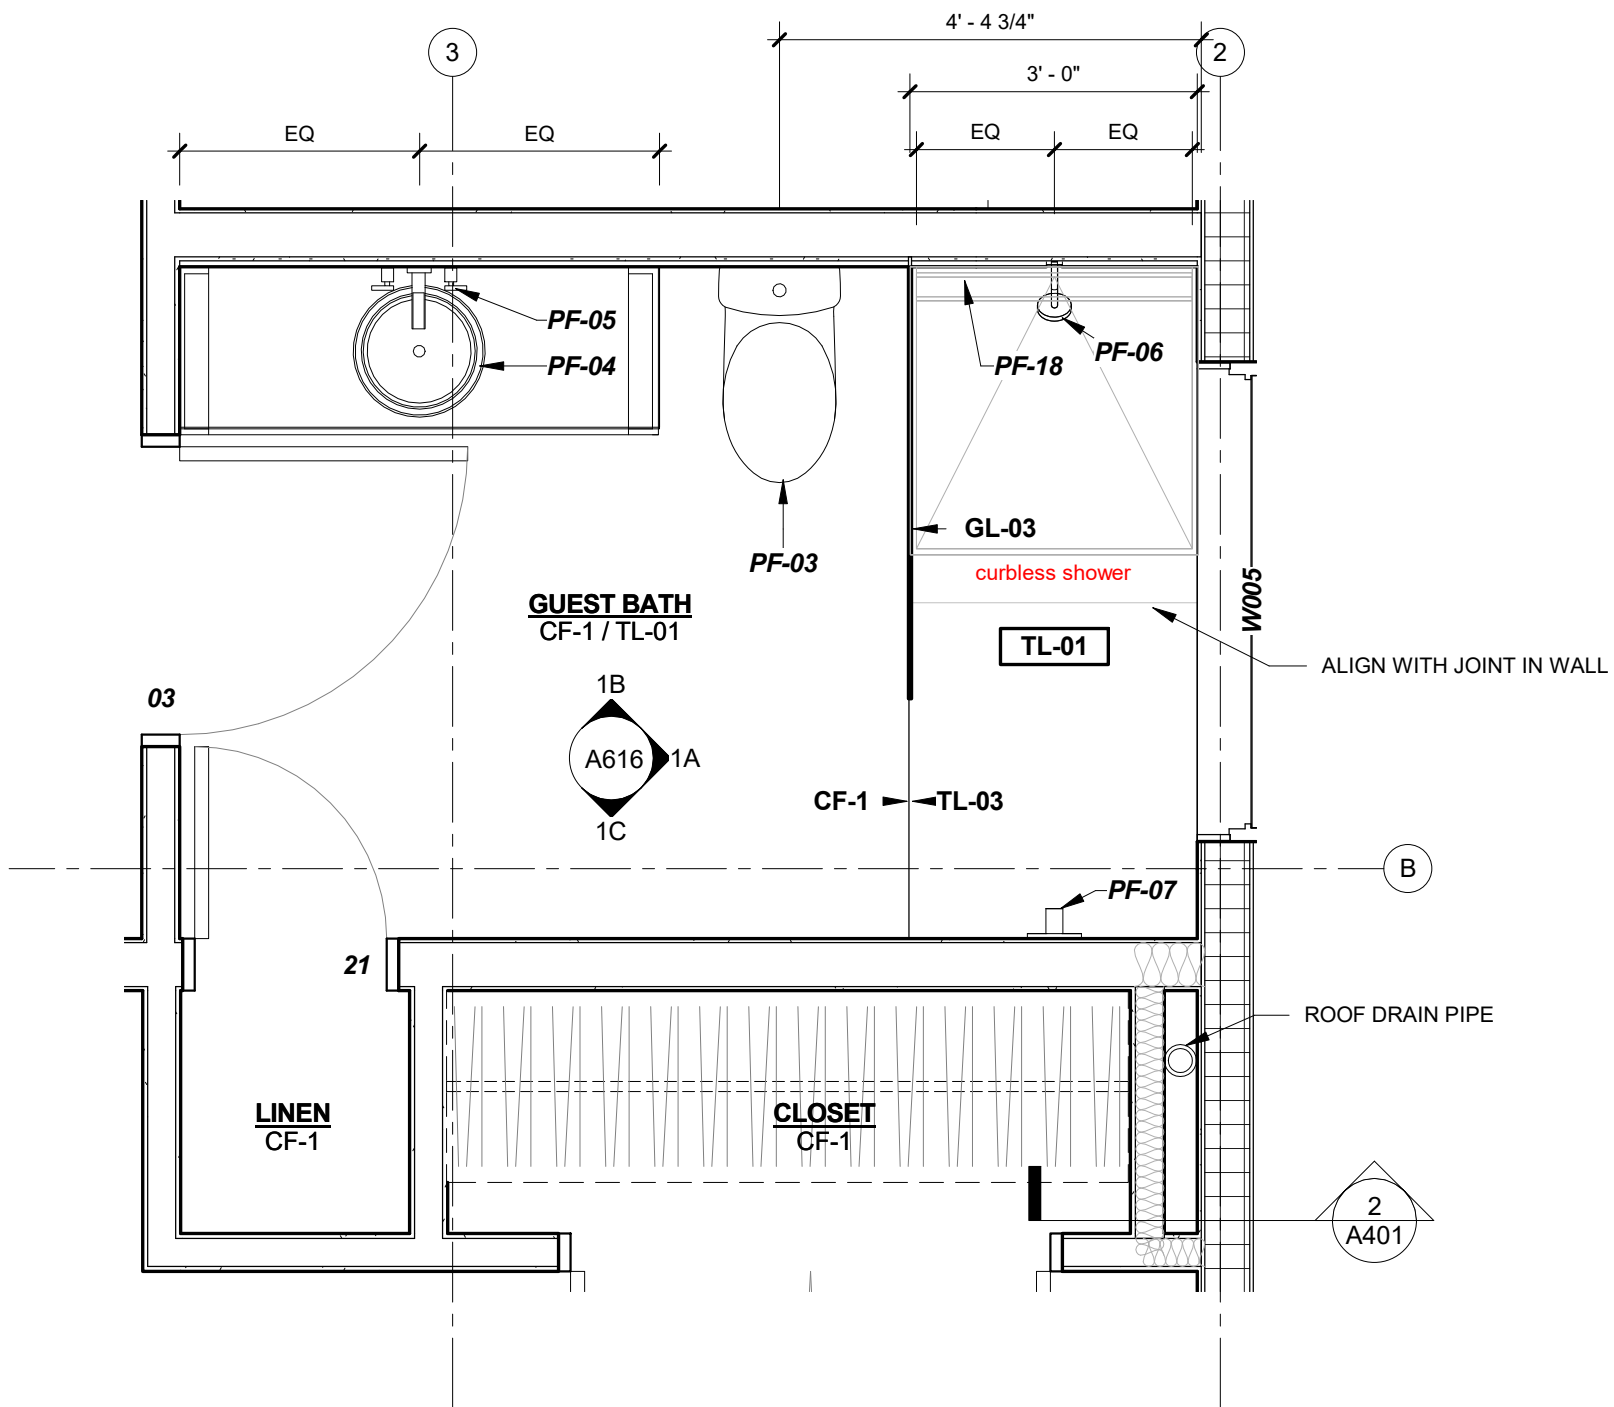 4' - 4 3/4"
3
2
3' - 0"
EQ
EQ
EQ
EQ
PF-05
PF-04
PF-06
PF-18
GL-03
PF-03
curbless shower
W005
GUEST BATH
CF-1 / TL-01
TL-01
ALIGN WITH JOINT IN WALL
03
1B
A616
1A
1C
CF-1
TL-03
B
PF-07
21
ROOF DRAIN PIPE
LINEN
CF-1
CLOSET
CF-1
2
A401